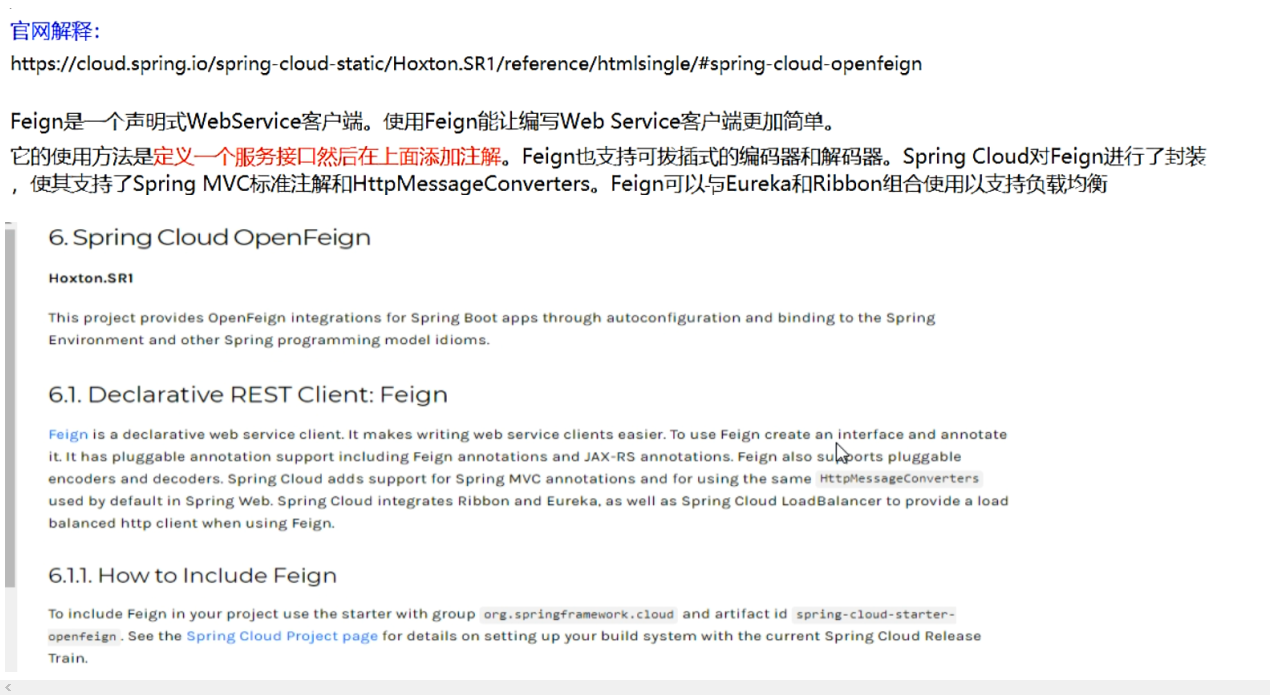 官网解释：
https://cloud.spring.io/spring-cloud-static/Hoxton.SR1/reference/htmlsingle/#spring-cloud-openfeign
Feign是一个声明式WebService客户端。使用Feign能让编写Web Service客户端更加简单。
它的使用方法是定义一个服务接口然后在上面添加注解。Feign也支持可拔插式的编码器和解码器。Spring Cloud对Feign进行了封装
，使其支持了Spring MVC标准注解和HttpMessageConverters。Feign可以与Eureka和Ribbon组合使用以支持负载均衡
6. Spring Cloud OpenFeign
Hoxton.SR1
This project provides OpenFeign integrations for Spring Boot apps through autoconfiguration and binding to the Spring
Environment and other Spring programming model idioms.
6.1. Declarative REST Client: Feign
Feign is a declarative web service client. It makes writing web service clients easier. To use Feign create an interface and annotate
it. It has pluggable annotation support including Feign annotations and JAX-RS annotations. Feign also supports pluggable
encoders and decoders. Spring Cloud adds support for Spring MVC annotations and for using the same HttpMessageConverters
used by default in Spring Web. Spring Cloud integrates Ribbon and Eureka, as well as Spring Cloud LoadBalancer to provide a load
balanced http client when using Feign.
6.1.1. How to Include Feign
To include Feign in your project use the starter with group org.springframework.cloud and artifact id spring-cloud-starter-
openfeign. See the Spring Cloud Project page for details on setting up your build system with the current Spring Cloud Release
Train.